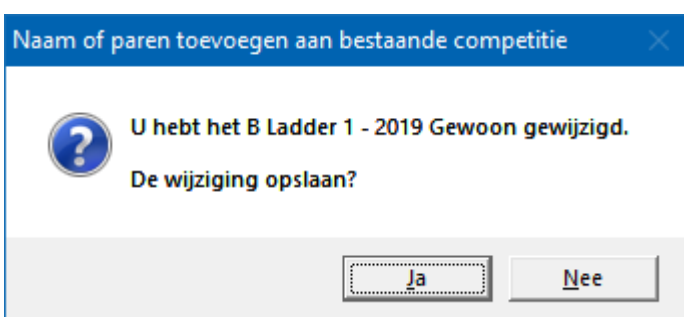 Naam of paren toevoegen aan bestaande competitie
U hebt het B Ladder 1 - 2019 Gewoon gewijzigd.
De wijziging opslaan?
Ja
Nee